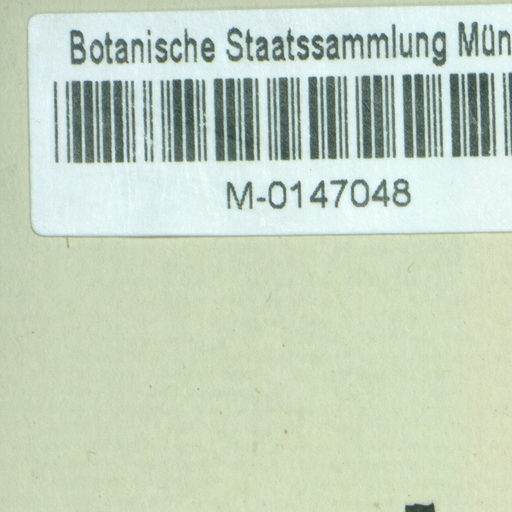 Botanische Staatssammlung Mün
M-0147048